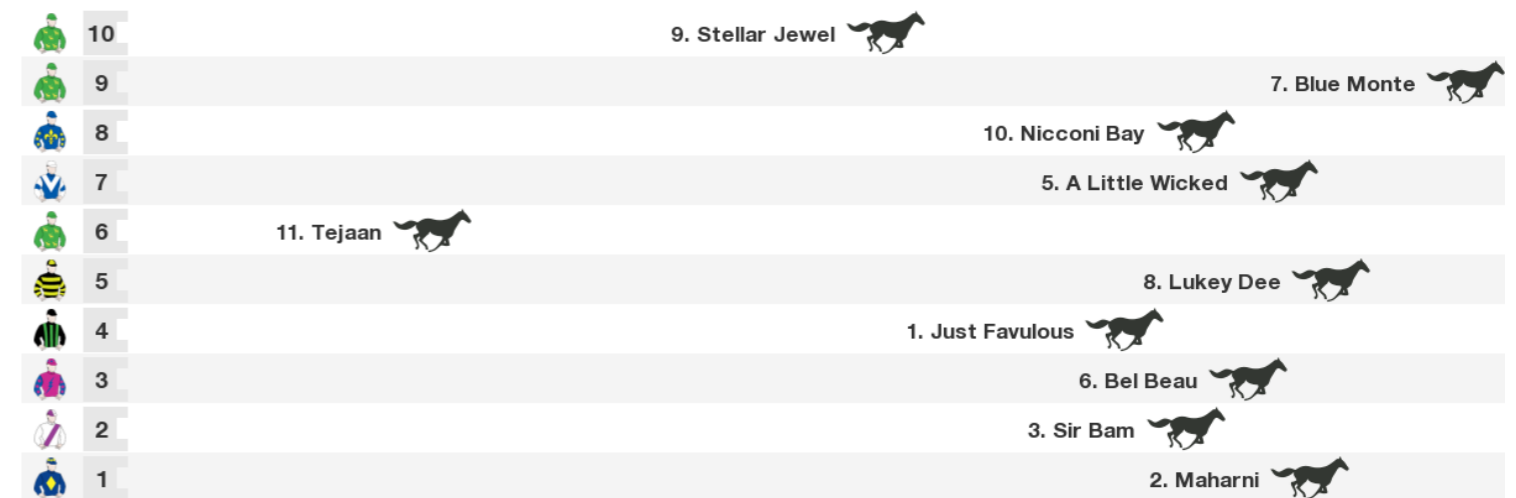 10 9. Stellar Jewel
9 7. Blue Monte
8 10. Nicconi Bay
7 5. A Little Wicked
6 11. Tejaan
5 8. Lukey Dee
4 1. Just Favulous
3 6. Bel Beau
2 3. Sir Bam
1 2. Maharni